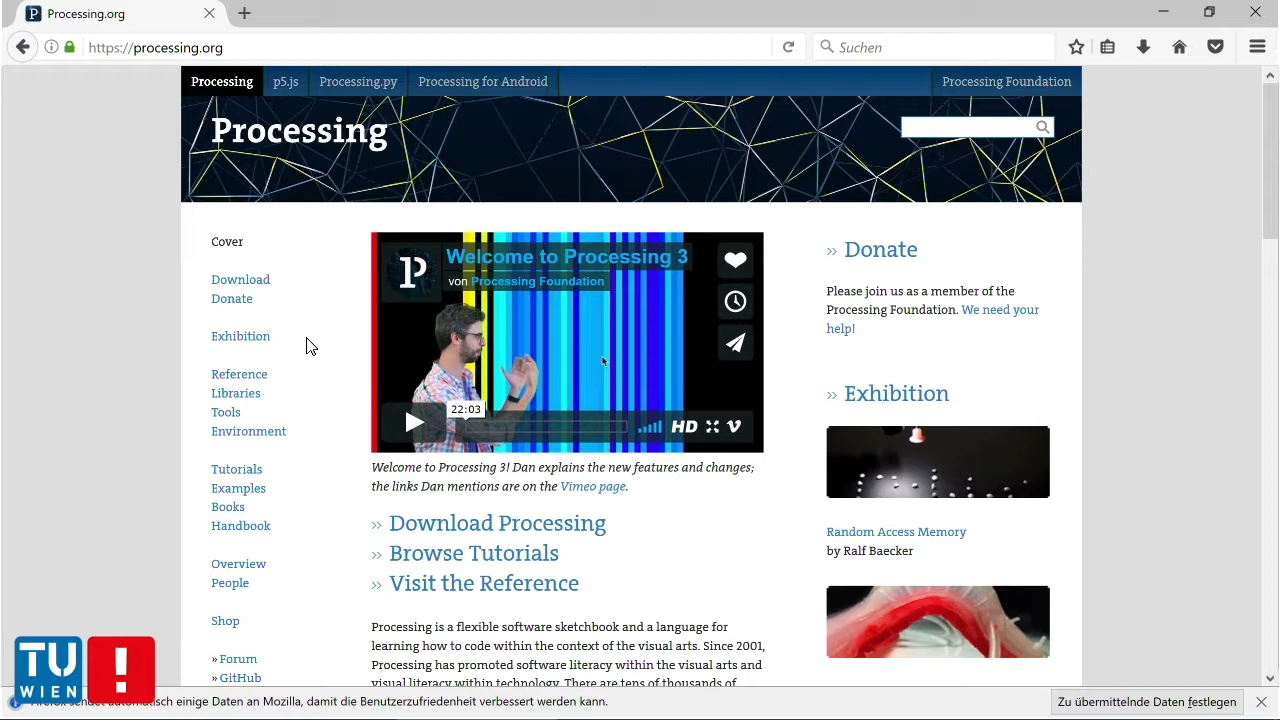 Processing.org
https://processing.org
Suchen
Processing
p5.js
Processing.py
Processing for Android
Processing Foundation
Processing
Cover
Download
Donate
Exhibition
Reference
Libraries
Tools
Environment
Tutorials
Examples
Books
Handbook
Overview
People
Shop
» Forum
» GitHub
Welcome to Processing 3
von Processing Foundation
22:03
HD
Welcome to Processing 3! Dan explains the new features and changes;
the links Dan mentions are on the Vimeo page.
» Download Processing
» Browse Tutorials
» Visit the Reference
Processing is a flexible software sketchbook and a language for
learning how to code within the context of the visual arts. Since 2001,
Processing has promoted software literacy within the visual arts and
visual literacy within technology. There are tens of thousands of
» Donate
Please join us as a member of the
Processing Foundation. We need your
help!
» Exhibition
Random Access Memory
by Ralf Baecker
TU
WIEN
!
automatisch einige Daten an Mozilla, damit die Benutzerzufriedenheit verbessert werden kann.
Zu übermittelnde Daten festlegen